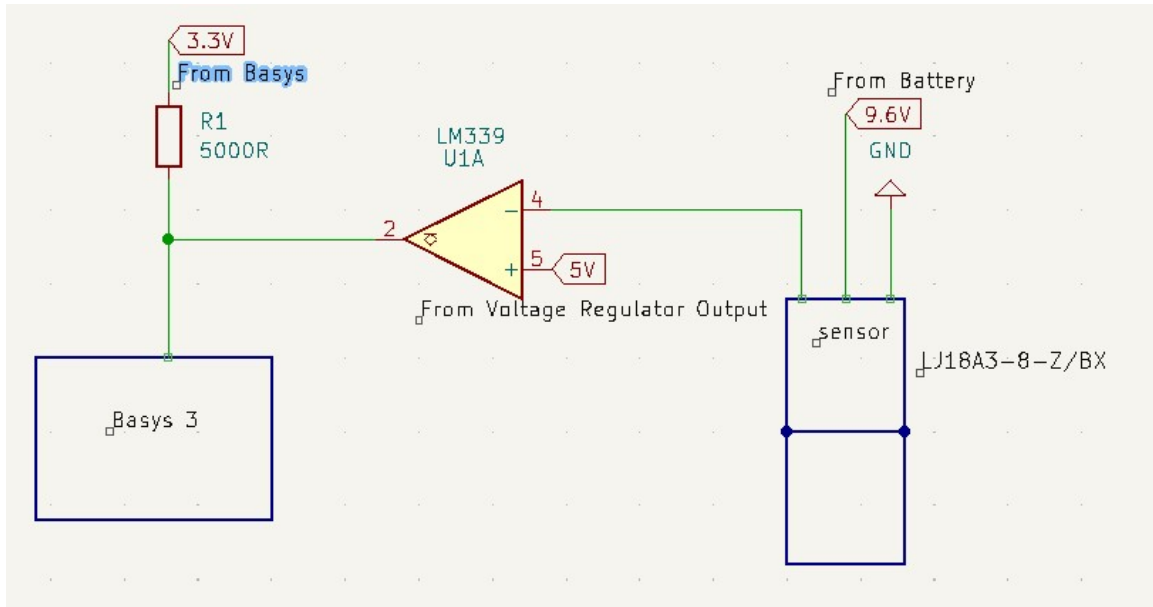 3.3V
From Basys
R1
5000R
LM339
U1A
From Battery
9.6V
GND
4
2
5
5V
From Voltage Regulator Output
sensor
LJ18A3-8-Z/BX
Basys 3